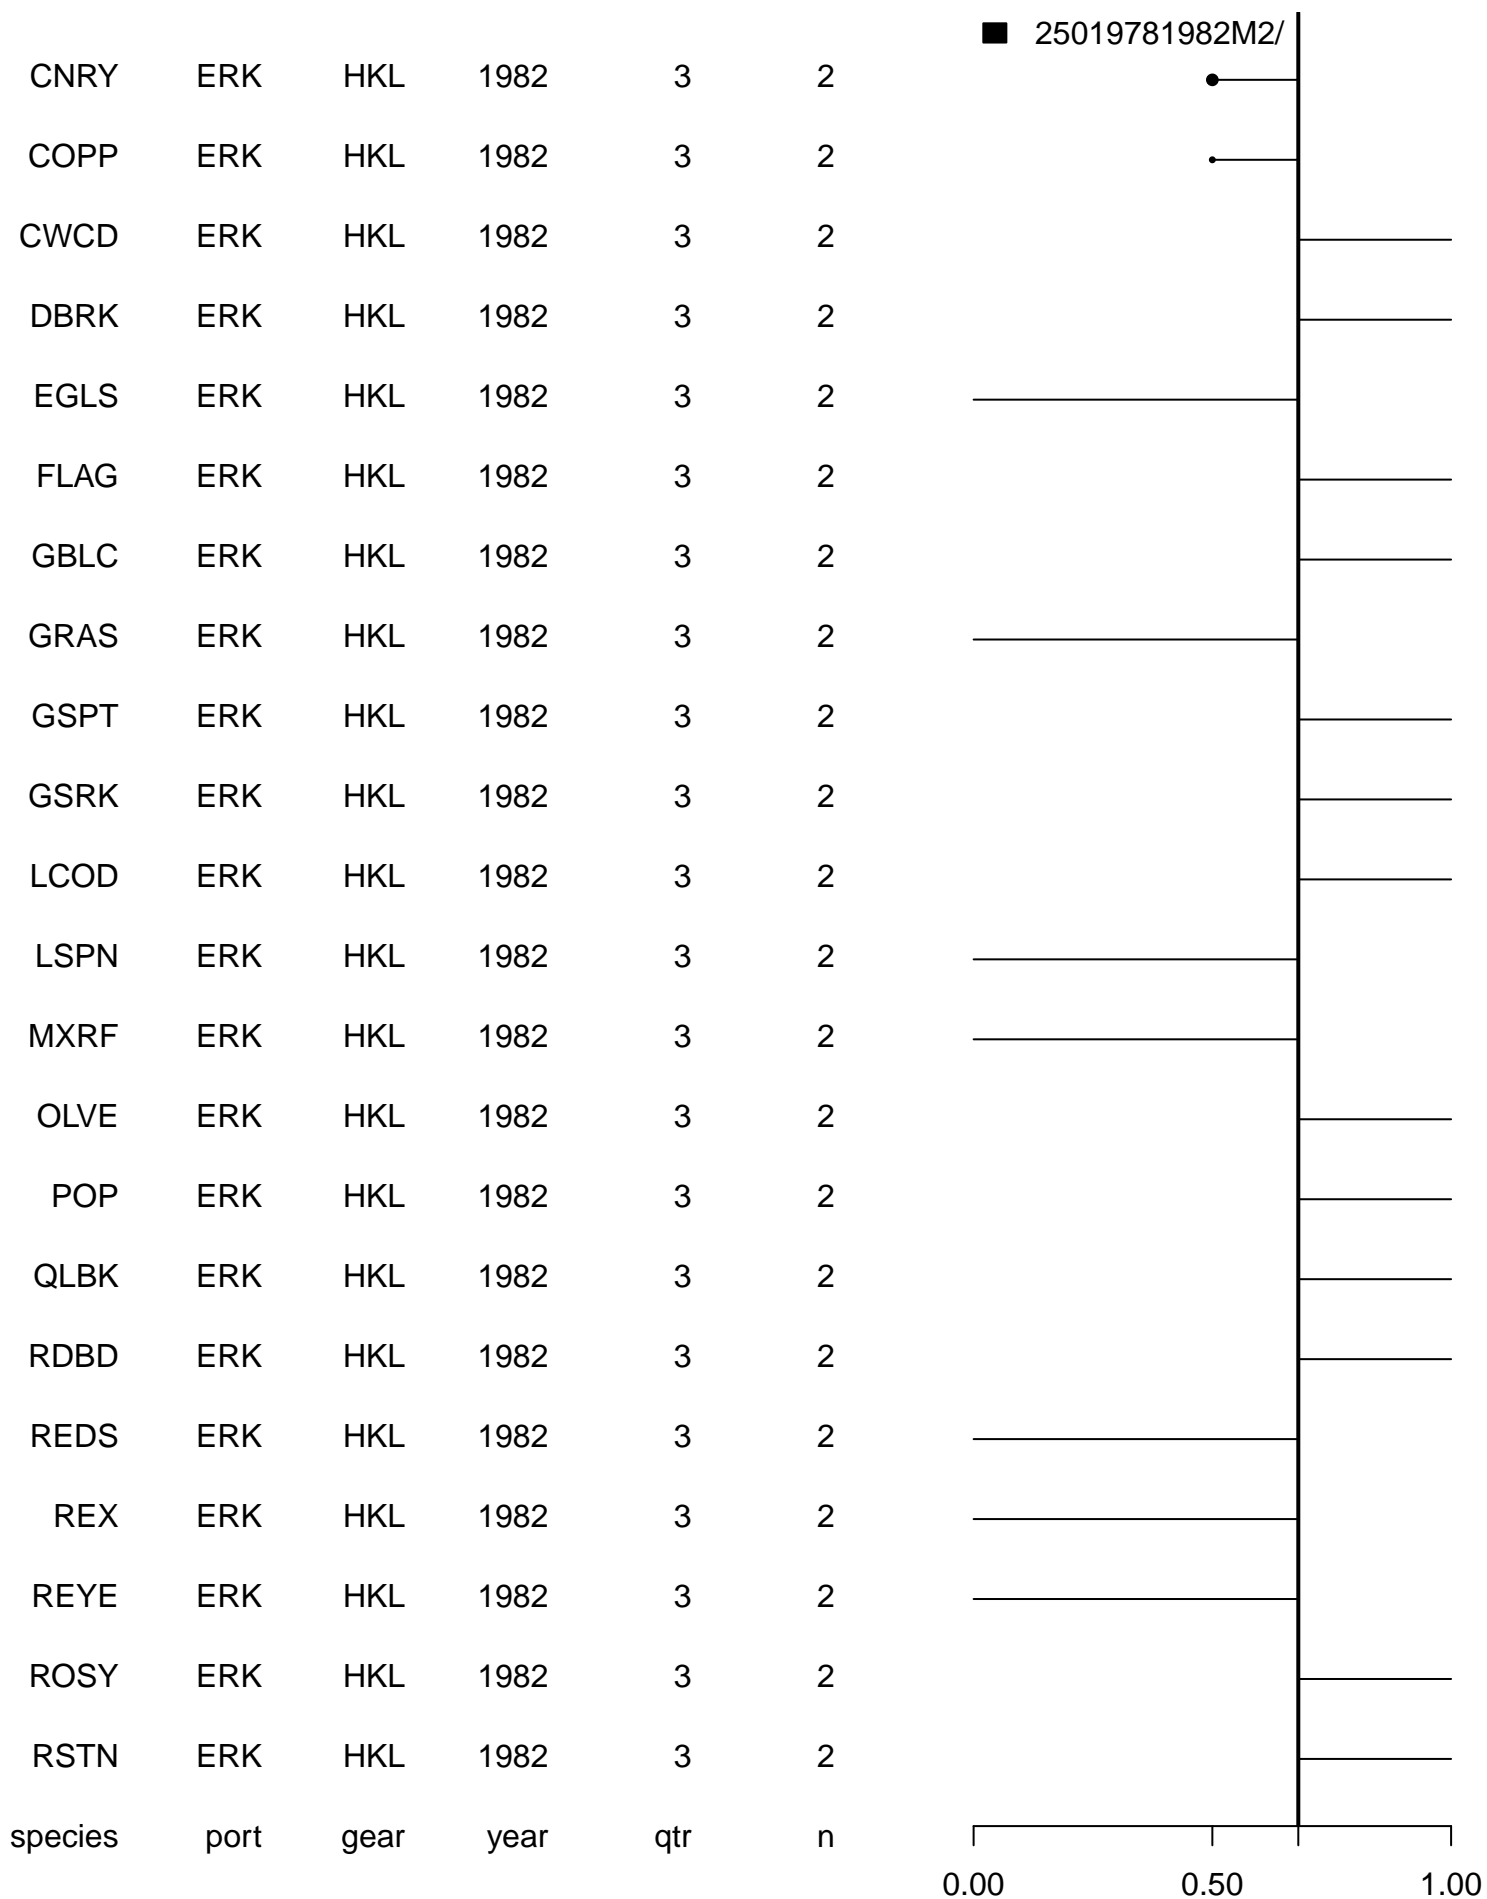 25019781982M2/
CNRY ERK HKL 1982 3 2
COPP ERK HKL 1982 3 2
CWCD ERK HKL 1982 3 2
DBRK ERK HKL 1982 3 2
EGLS ERK HKL 1982 3 2
FLAG ERK HKL 1982 3 2
GBLC ERK HKL 1982 3 2
GRAS ERK HKL 1982 3 2
GSPT ERK HKL 1982 3 2
GSRK ERK HKL 1982 3 2
LCOD ERK HKL 1982 3 2
LSPN ERK HKL 1982 3 2
MXRF ERK HKL 1982 3 2
OLVE ERK HKL 1982 3 2
POP ERK HKL 1982 3 2
QLBK ERK HKL 1982 3 2
RDBD ERK HKL 1982 3 2
REDS ERK HKL 1982 3 2
REX ERK HKL 1982 3 2
REYE ERK HKL 1982 3 2
ROSY ERK HKL 1982 3 2
RSTN ERK HKL 1982 3 2
species port gear year qtr n
0.00 0.50 1.00